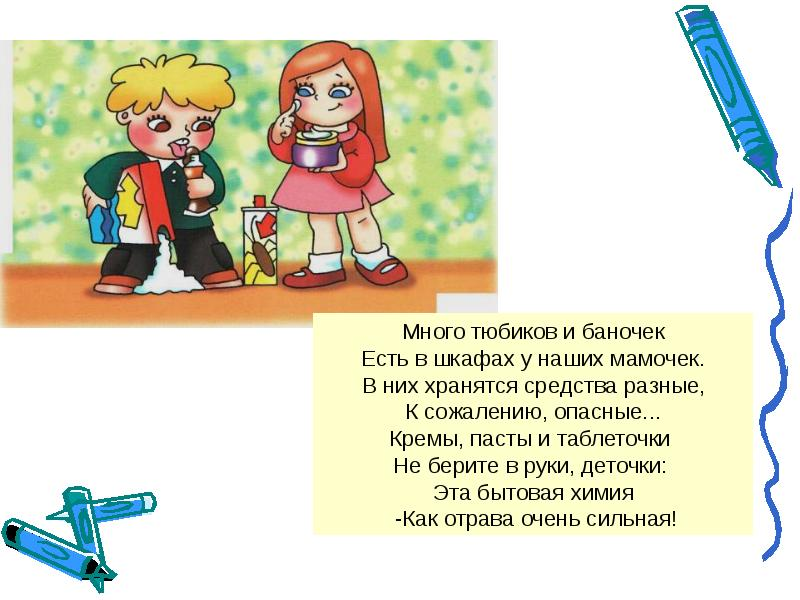 Много тюбиков и баночек
Есть в шкафах у наших мамочек.
В них хранятся средства разные,
К сожалению, опасные...
Кремы, пасты и таблеточки
Не берите в руки, деточки:
Эта бытовая химия
-Как отрава очень сильная!